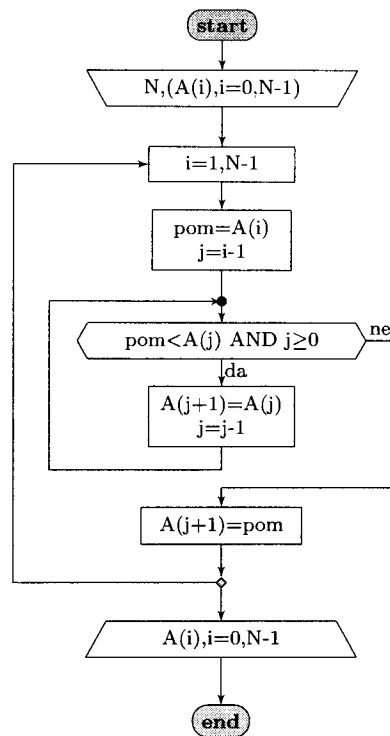 start
N,(A(i),i=0,N-1)
i=1,N-1
pom=A(i)
j=i-1
pom<A(j) AND j≥0
ne
da
A(j+1)=A(j)
j=j-1
A(j+1)=pom
A(i),i=0,N-1
end